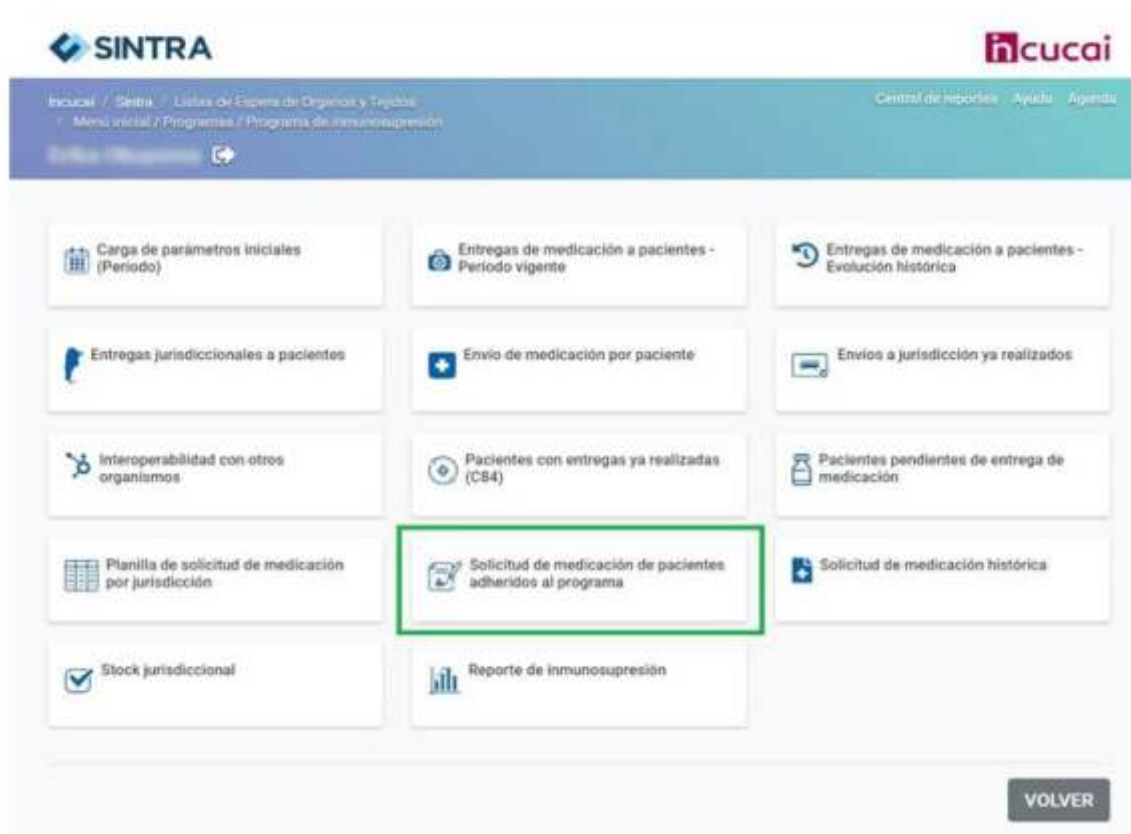 SINTRA
incucai
Incucai / Sintra / Listas de Espera de Organos y Tejidos
/ Menú inicial / Programas / Programa de inmunosupresión
Central de reportes Ayuda Agenda
Carga de parámetros iniciales
(Periodo)
Entregas de medicación a pacientes -
Periodo vigente
Entregas de medicación a pacientes -
Evolución histórica
Entregas jurisdiccionales a pacientes
Envio de medicación por paciente
Envios a jurisdicción ya realizados
Interoperabilidad con otros
organismos
Pacientes con entregas ya realizadas
(C84)
Pacientes pendientes de entrega de
medicación
Planilla de solicitud de medicación
por jurisdicción
Solicitud de medicación de pacientes
adheridos al programa
Solicitud de medicación histórica
Stock jurisdiccional
Reporte de inmunosupresión
VOLVER